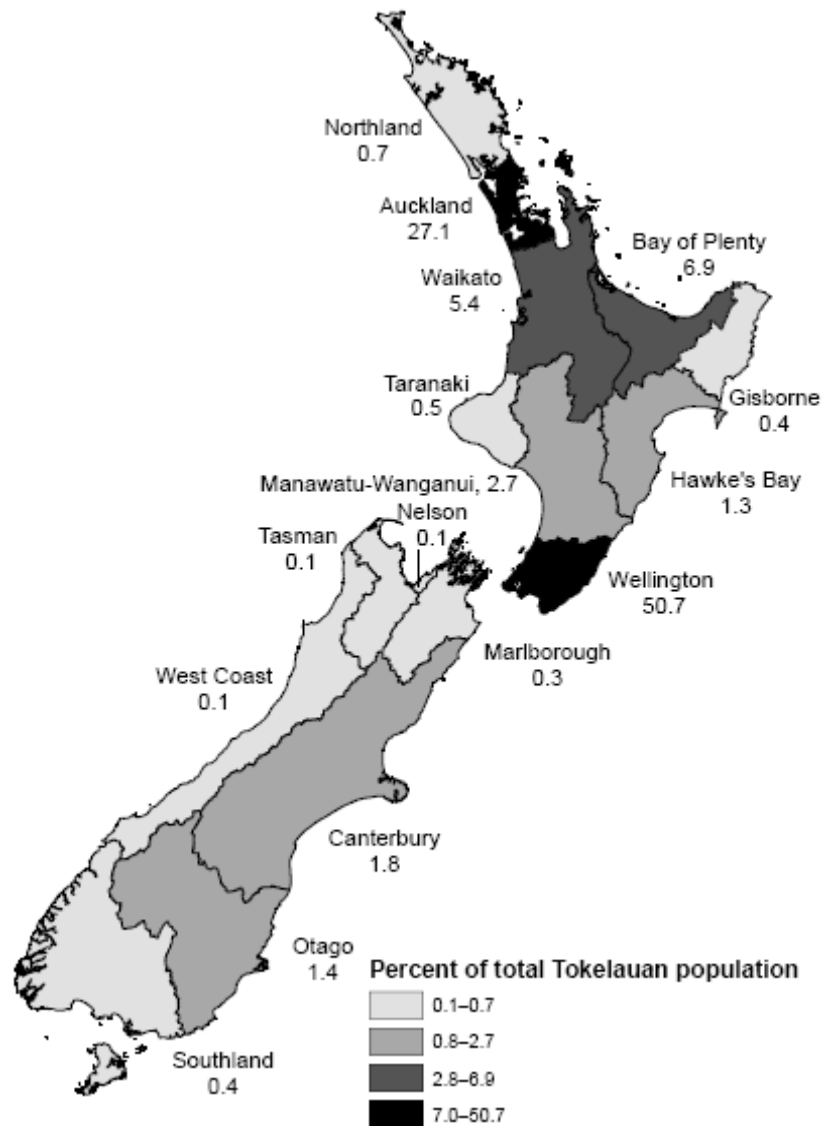 Northland
0.7
Auckland
27.1
Bay of Plenty
6.9
Waikato
5.4
Taranaki
0.5
Gisborne
0.4
Manawatu-Wanganui, 2.7
Hawke's Bay
1.3
Nelson
0.1
Tasman
0.1
Wellington
50.7
Marlborough
0.3
West Coast
0.1
Canterbury
1.8
Otago
1.4
Southland
0.4
Percent of total Tokelauan population
0.1–0.7
0.8–2.7
2.8–6.9
7.0–50.7